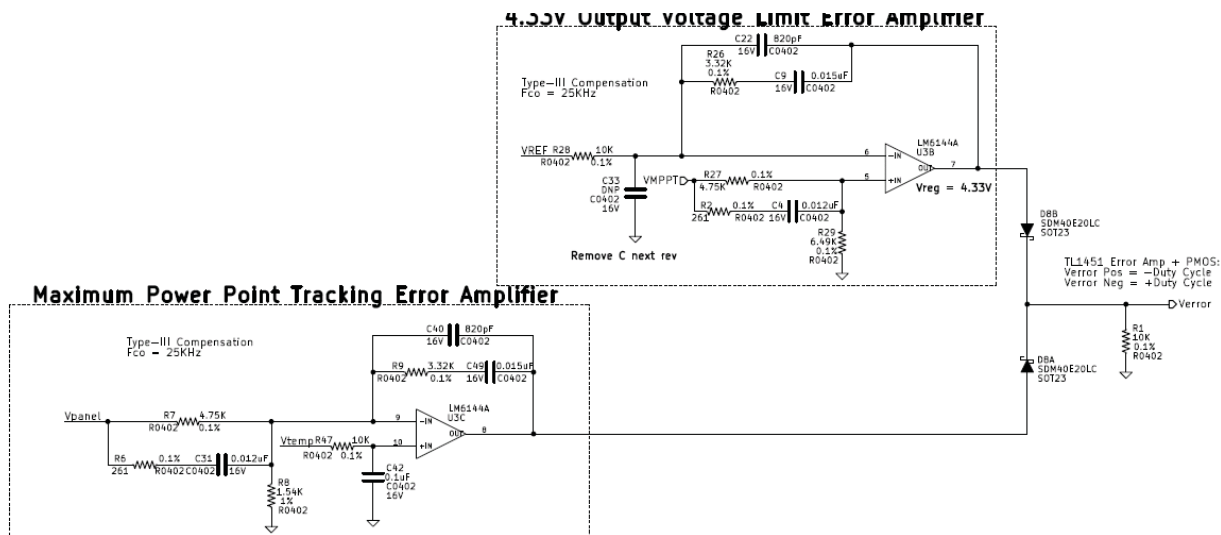 4.33V Output Voltage Limit Error Amplifier
C22 820pF
16V C0402
R26
3.32K
0.1%
R0402
C9 0.015uF
16V C0402
Type-III Compensation
Fco = 25KHz
LM6144A
U3B
VREF R28 10K
R0402 0.1%
6 -IN
OUT 7
5 +IN
Vreg = 4.33V
C33
DNP
C0402
16V
VMPPT
R27 0.1%
4.75K R0402
R2 0.1% C4 0.012uF
261 R0402 16V C0402
R29
6.49K
0.1%
R0402
Remove C next rev
D8B
SDM40E20LC
SOT23
TL1451 Error Amp + PMOS:
Verror Pos = -Duty Cycle
Verror Neg = +Duty Cycle
Verror
R1
10K
0.1%
R0402
D8A
SDM40E20LC
SOT23
Maximum Power Point Tracking Error Amplifier
Type-III Compensation
Fco - 25KHz
C40 820pF
16V C0402
R9 3.32K C49 0.015uF
R0402 0.1% 16V C0402
LM6144A
U3C
Vpanel
R7 4.75K
R0402 0.1%
9 -IN
OUT 8
10 +IN
Vtemp R47 10K
R0402 0.1%
R6 0.1% C31 0.012uF
261 R0402 C0402 16V
R8
1.54K
1%
R0402
C42
0.1uF
C0402
16V